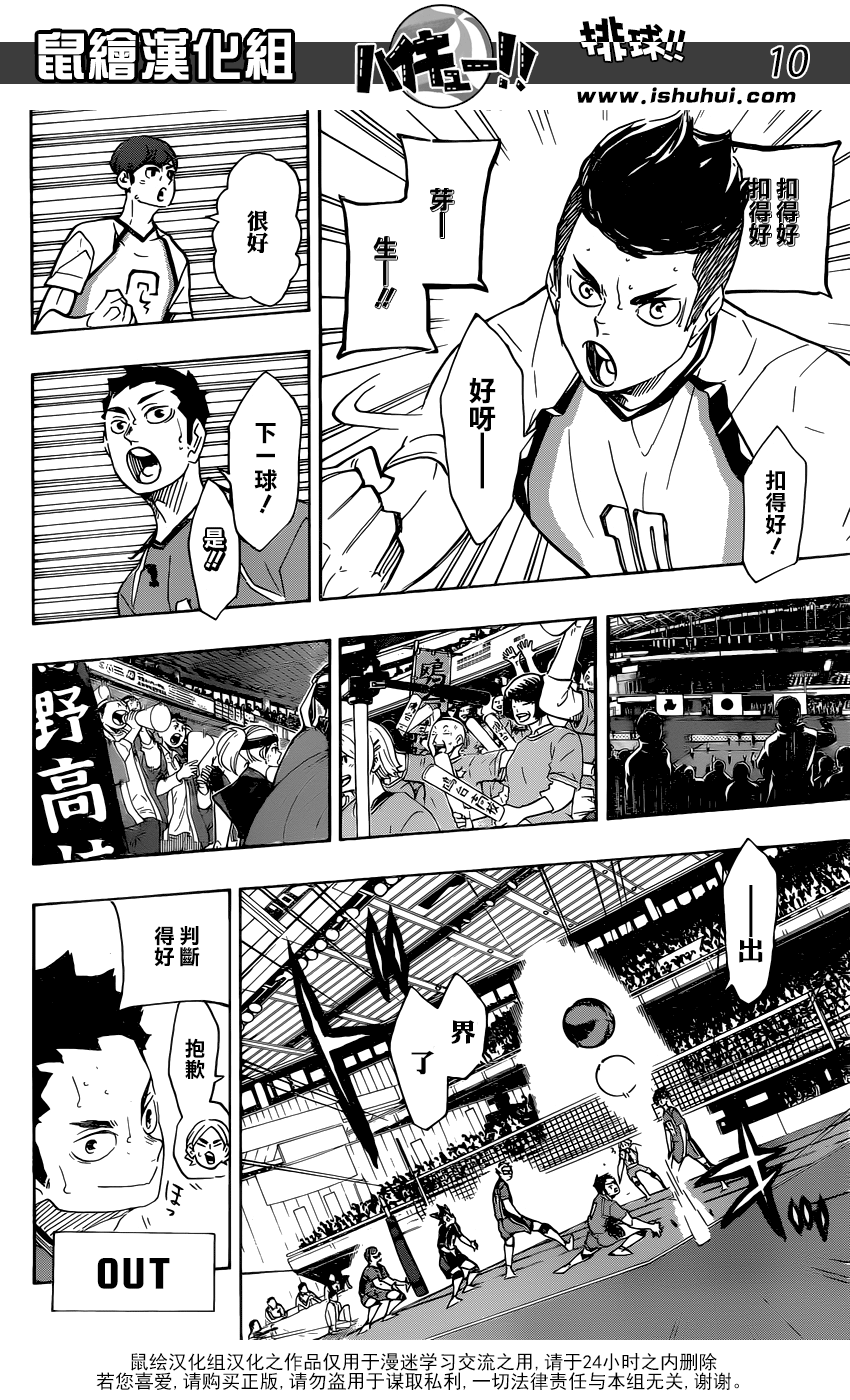 鼠繪漢化組
ハイキュー!!
排球!!
10
www.ishuhui.com
扣得好
扣得好
芽—
生—!!
好呀—
扣得好!
很好
下一球!
是!!
鴎
野高
—出
界
了
判斷
得好
抱歉
ほっ
OUT
鼠绘汉化组汉化之作品仅用于漫迷学习交流之用,请于24小时之内删除
若您喜爱,请购买正版,请勿盗用于谋取私利,一切法律责任与本组无关,谢谢。